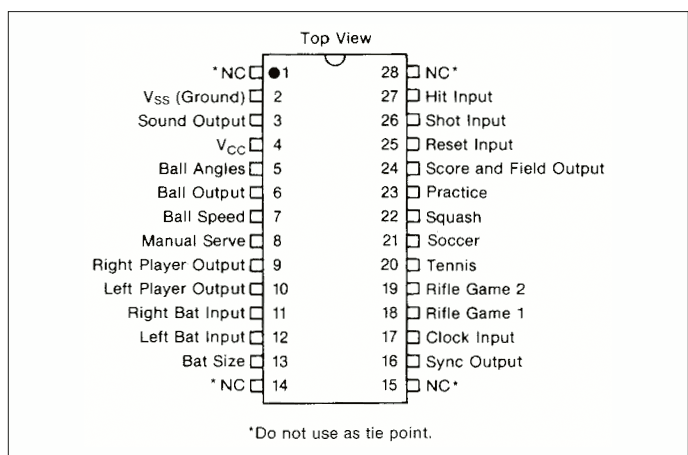 Top View
*NC 1 28 NC*
VSS (Ground) 2 27 Hit Input
Sound Output 3 26 Shot Input
VCC 4 25 Reset Input
Ball Angles 5 24 Score and Field Output
Ball Output 6 23 Practice
Ball Speed 7 22 Squash
Manual Serve 8 21 Soccer
Right Player Output 9 20 Tennis
Left Player Output 10 19 Rifle Game 2
Right Bat Input 11 18 Rifle Game 1
Left Bat Input 12 17 Clock Input
Bat Size 13 16 Sync Output
*NC 14 15 NC*
*Do not use as tie point.